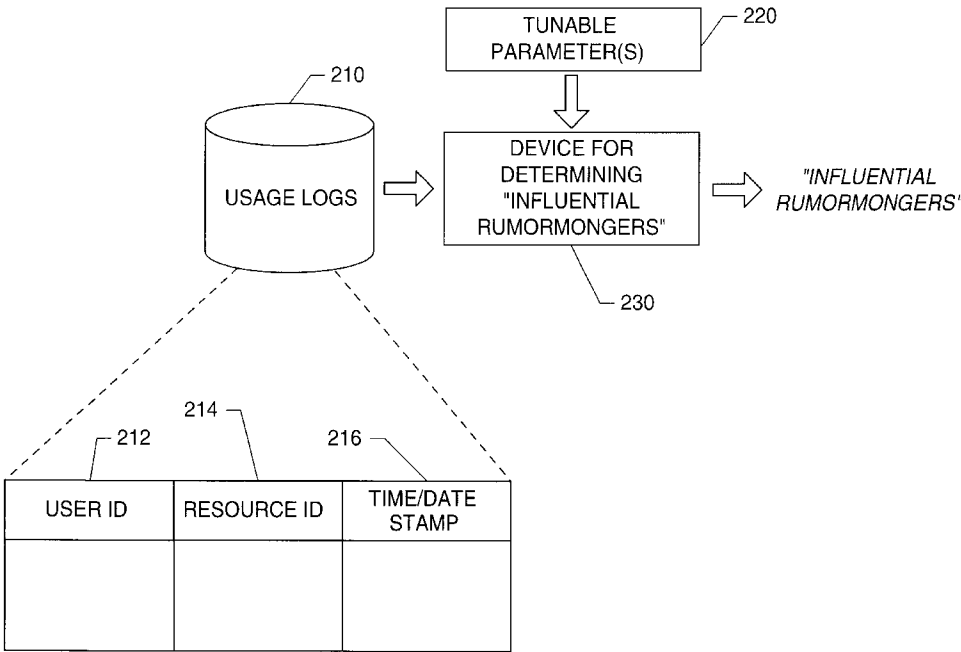 TUNABLE
PARAMETER(S)
220
210
USAGE LOGS
DEVICE FOR
DETERMINING
"INFLUENTIAL
RUMORMONGERS"
"INFLUENTIAL
RUMORMONGERS"
230
214
212
216
USER ID
RESOURCE ID
TIME/DATE
STAMP